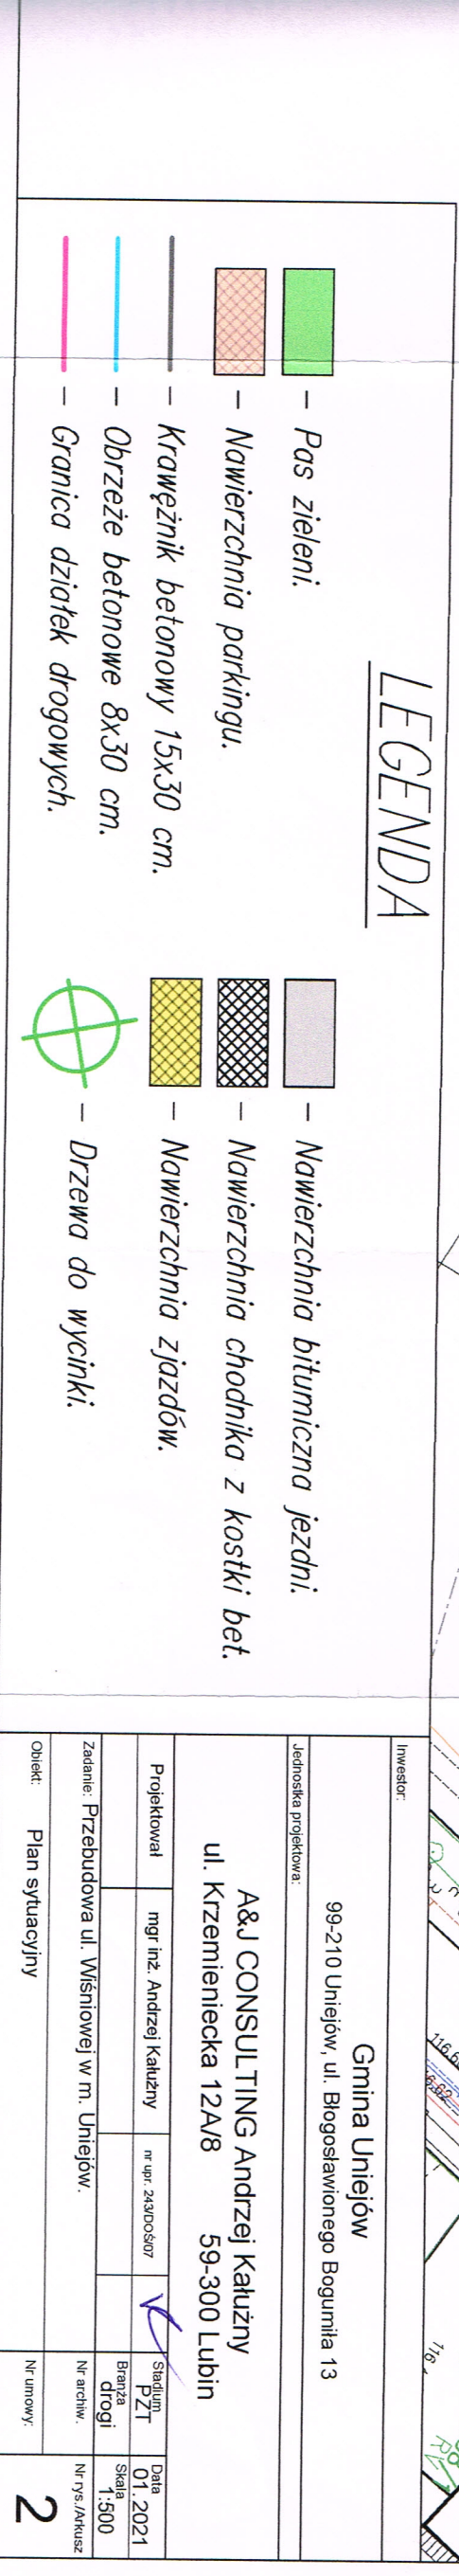 LEGENDA
– Pas zieleni.
– Nawierzchnia parkingu.
– Krawężnik betonowy 15x30 cm.
– Obrzeże betonowe 8x30 cm.
– Granica działek drogowych.
– Nawierzchnia bitumiczna jezdni.
– Nawierzchnia chodnika z kostki bet.
– Nawierzchnia zjazdów.
– Drzewa do wycinki.
Inwestor:
Gmina Uniejów
99-210 Uniejów, ul. Błogosławionego Bogumiła 13
Jednostka projektowa:
A&J CONSULTING Andrzej Kałużny
ul. Krzemieniecka 12A/8 59-300 Lubin
Projektował mgr inż. Andrzej Kałużny nr upr. 243/DOŚ/07
Stadium PZT
Data 01.2021
Branża drogi
Skala 1:500
Zadanie: Przebudowa ul. Wiśniowej w m. Uniejów.
Nr archiw.
Nr rys./Arkusz
Obiekt: Plan sytuacyjny
Nr umowy:
2